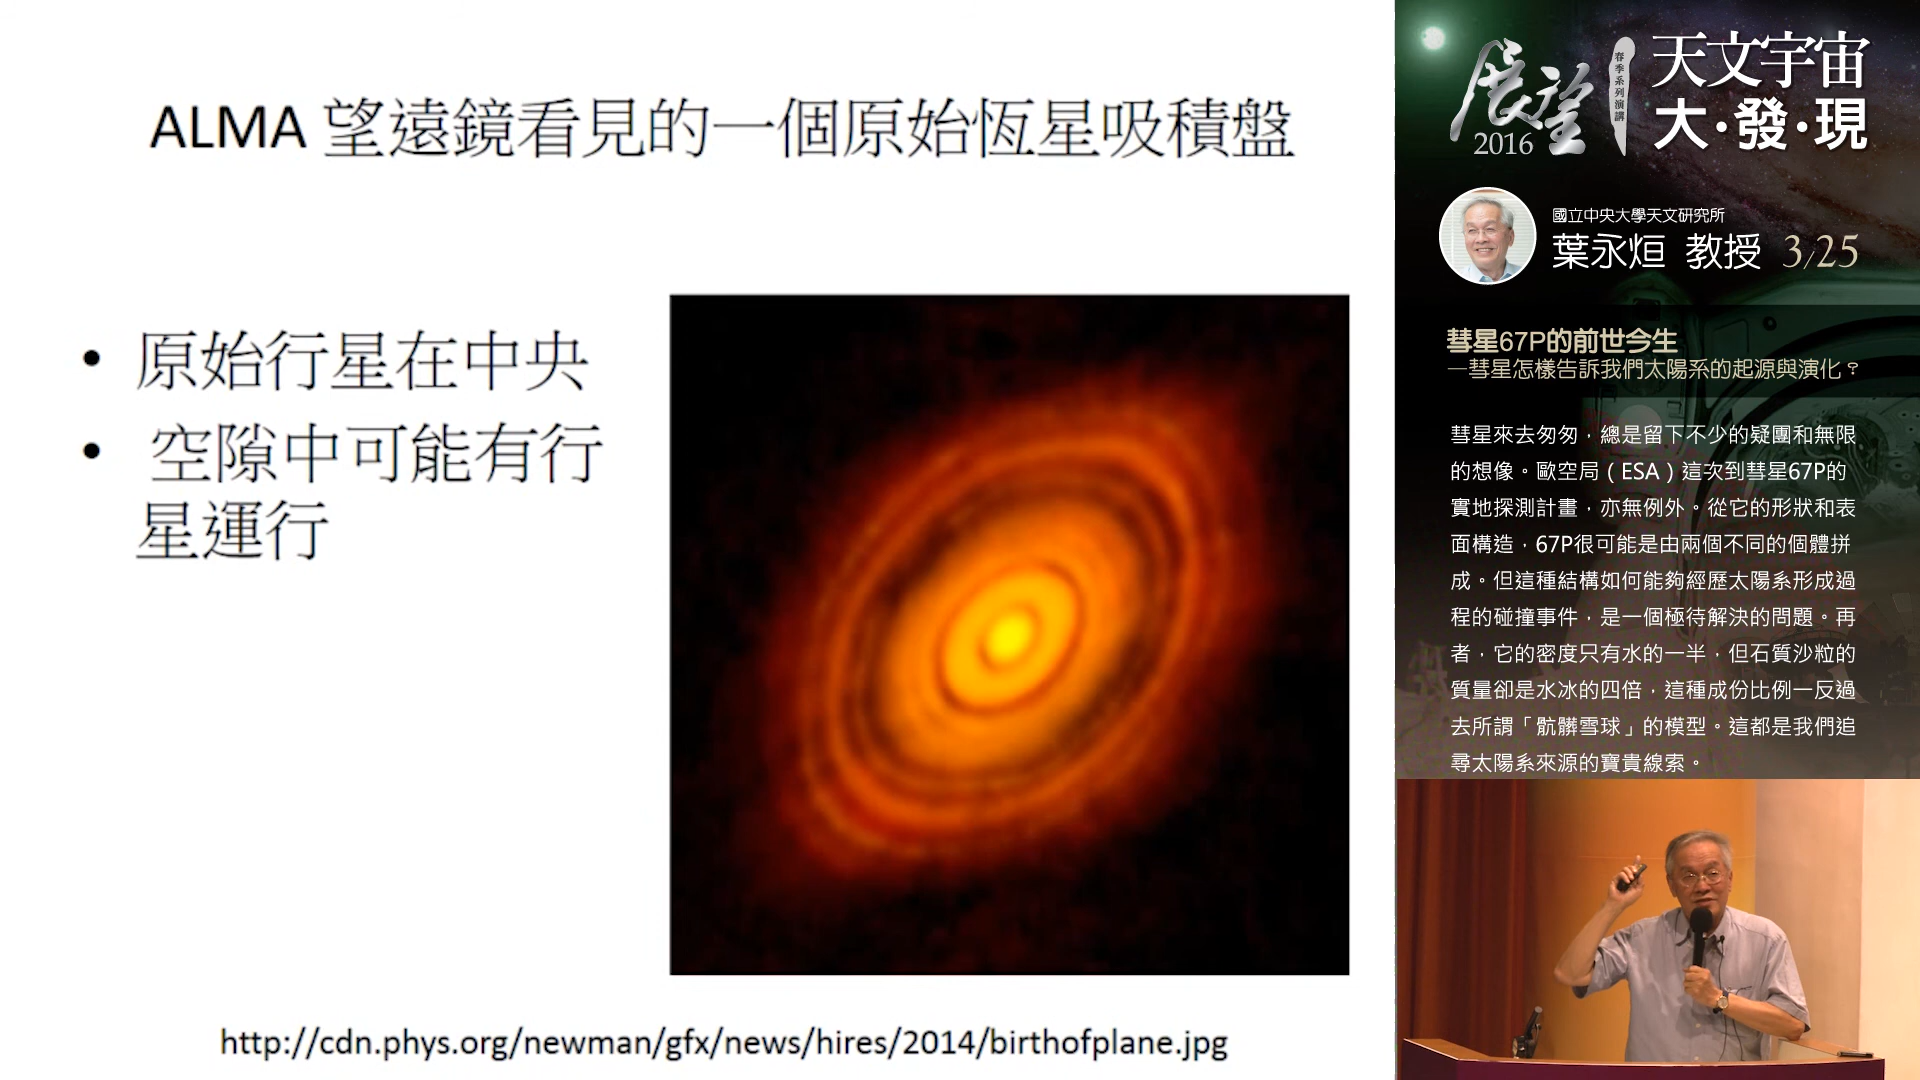 ALMA 望遠鏡看見的一個原始恆星吸積盤
• 原始行星在中央
• 空隙中可能有行
星運行
http://cdn.phys.org/newman/gfx/news/hires/2014/birthofplane.jpg
展望
2016
春季系列演講
天文宇宙
大·發·現
國立中央大學天文研究所
葉永烜 教授 3/25
彗星67P的前世今生
—彗星怎樣告訴我們太陽系的起源與演化？
彗星來去匆匆，總是留下不少的疑團和無限
的想像。歐空局（ESA）這次到彗星67P的
實地探測計畫，亦無例外。從它的形狀和表
面構造，67P很可能是由兩個不同的個體拼
成。但這種結構如何能夠經歷太陽系形成過
程的碰撞事件，是一個極待解決的問題。再
者，它的密度只有水的一半，但石質沙粒的
質量卻是水冰的四倍，這種成份比例一反過
去所謂「骯髒雪球」的模型。這都是我們追
尋太陽系來源的寶貴線索。